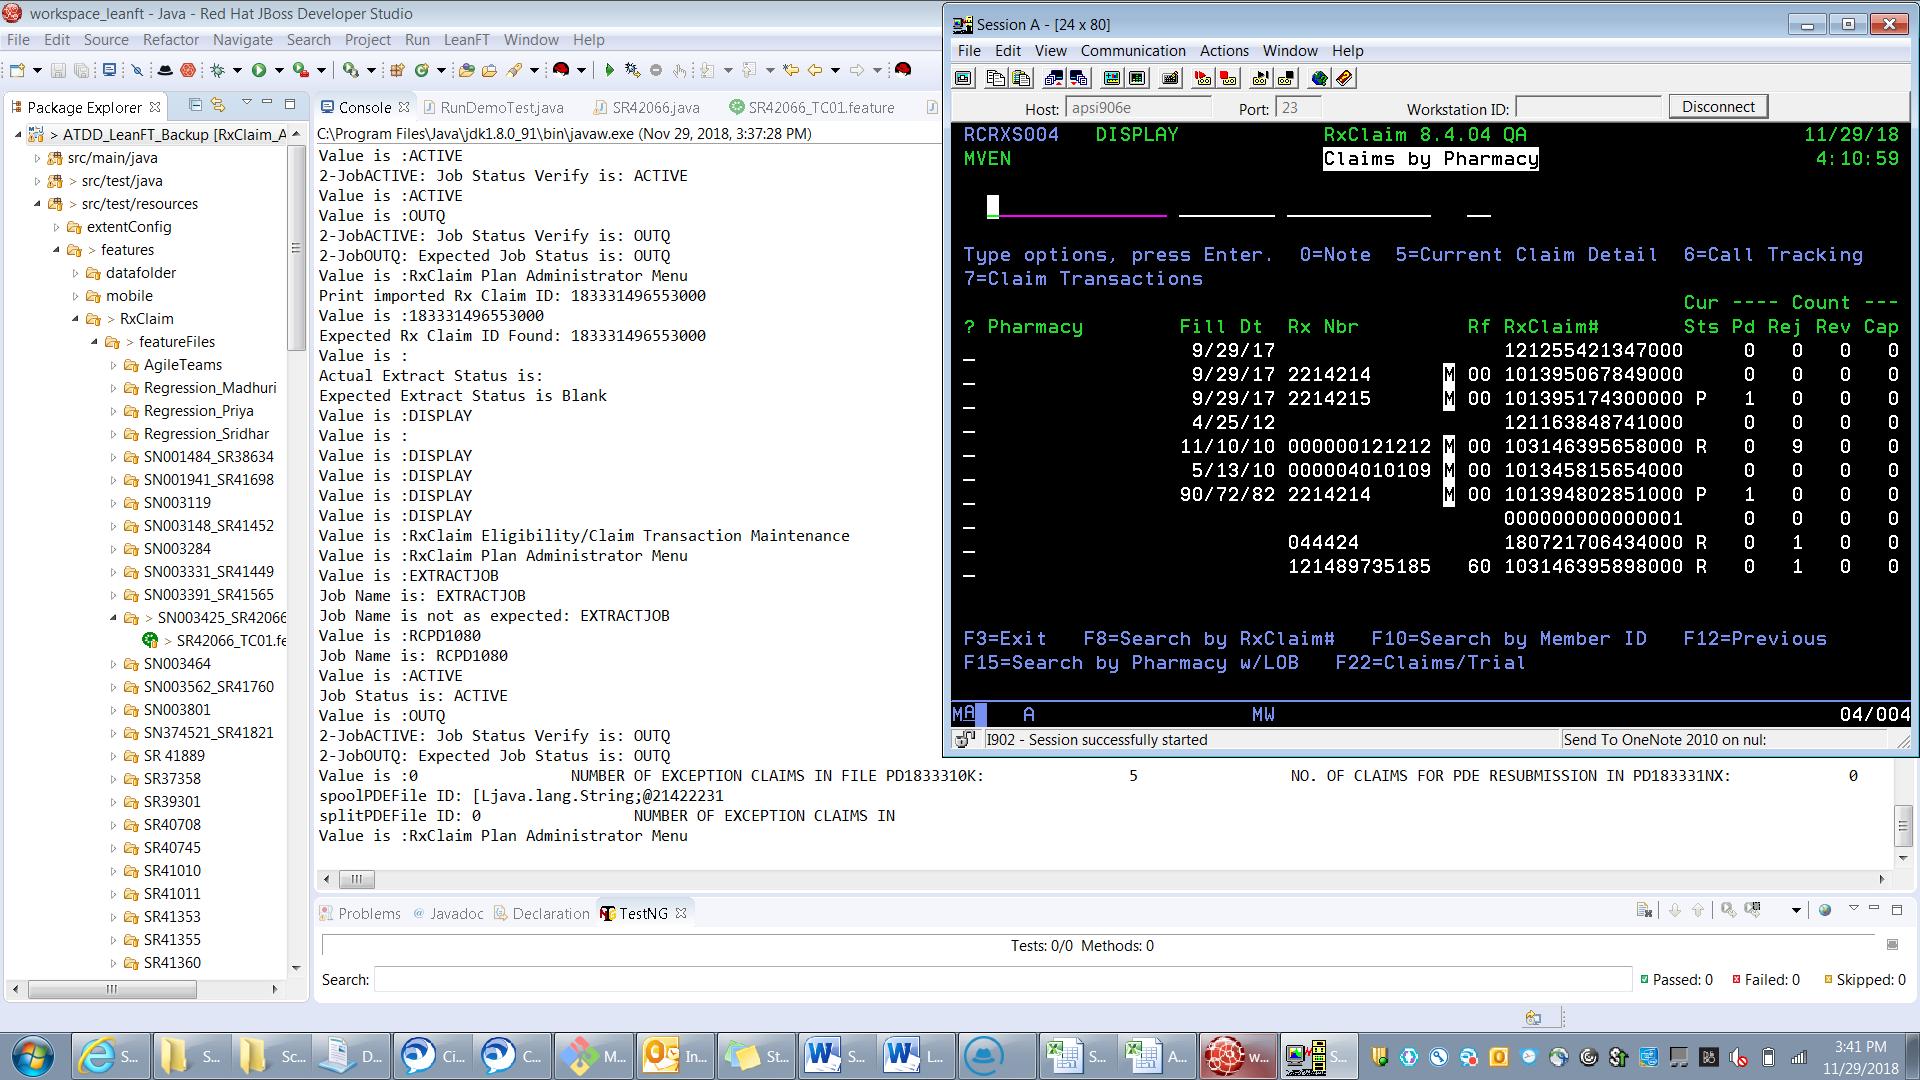 workspace_leanft - Java - Red Hat JBoss Developer Studio
File Edit Source Refactor Navigate Search Project Run LeanFT Window Help
Package Explorer
> ATDD_LeanFT_Backup [RxClaim_A
src/main/java
> src/test/java
> src/test/resources
extentConfig
> features
datafolder
mobile
> RxClaim
> featureFiles
AgileTeams
Regression_Madhuri
Regression_Priya
Regression_Sridhar
SN001484_SR38634
SN001941_SR41698
SN003119
SN003148_SR41452
SN003284
SN003331_SR41449
SN003391_SR41565
> SN003425_SR42066
> SR42066_TC01.fe
SN003464
SN003562_SR41760
SN003801
SN374521_SR41821
SR 41889
SR37358
SR39301
SR40708
SR40745
SR41010
SR41011
SR41353
SR41355
SR41360
Console RunDemoTest.java SR42066.java SR42066_TC01.feature
C:\Program Files\Java\jdk1.8.0_91\bin\javaw.exe (Nov 29, 2018, 3:37:28 PM)
Value is :ACTIVE
2-JobACTIVE: Job Status Verify is: ACTIVE
Value is :ACTIVE
Value is :OUTQ
2-JobACTIVE: Job Status Verify is: OUTQ
2-JobOUTQ: Expected Job Status is: OUTQ
Value is :RxClaim Plan Administrator Menu
Print imported Rx Claim ID: 183331496553000
Value is :183331496553000
Expected Rx Claim ID Found: 183331496553000
Value is :
Actual Extract Status is:
Expected Extract Status is Blank
Value is :DISPLAY
Value is :
Value is :DISPLAY
Value is :DISPLAY
Value is :DISPLAY
Value is :DISPLAY
Value is :RxClaim Eligibility/Claim Transaction Maintenance
Value is :RxClaim Plan Administrator Menu
Value is :EXTRACTJOB
Job Name is: EXTRACTJOB
Job Name is not as expected: EXTRACTJOB
Value is :RCPD1080
Job Name is: RCPD1080
Value is :ACTIVE
Job Status is: ACTIVE
Value is :OUTQ
2-JobACTIVE: Job Status Verify is: OUTQ
2-JobOUTQ: Expected Job Status is: OUTQ
Value is :0 NUMBER OF EXCEPTION CLAIMS IN FILE PD183331OK: 5 NO. OF CLAIMS FOR PDE RESUBMISSION IN PD183331NX: 0
spoolPDEFile ID: [Ljava.lang.String;@21422231
splitPDEFile ID: 0 NUMBER OF EXCEPTION CLAIMS IN
Value is :RxClaim Plan Administrator Menu
Session A - [24 x 80]
File Edit View Communication Actions Window Help
Host: apsi906e Port: 23 Workstation ID: Disconnect
RCRXS004 DISPLAY RxClaim 8.4.04 QA 11/29/18
MVEN Claims by Pharmacy 4:10:59
Type options, press Enter. 0=Note 5=Current Claim Detail 6=Call Tracking
7=Claim Transactions
Cur ---- Count ---
? Pharmacy Fill Dt Rx Nbr Rf RxClaim# Sts Pd Rej Rev Cap
_ 9/29/17 121255421347000 0 0 0 0
_ 9/29/17 2214214 M 00 101395067849000 0 0 0 0
_ 9/29/17 2214215 M 00 101395174300000 P 1 0 0 0
_ 4/25/12 121163848741000 0 0 0 0
_ 11/10/10 000000121212 M 00 103146395658000 R 0 9 0 0
_ 5/13/10 000004010109 M 00 101345815654000 0 0 0 0
_ 90/72/82 2214214 M 00 101394802851000 P 1 0 0 0
_ 000000000000001 0 0 0 0
_ 044424 180721706434000 R 0 1 0 0
_ 121489735185 60 103146395898000 R 0 1 0 0
F3=Exit F8=Search by RxClaim# F10=Search by Member ID F12=Previous
F15=Search by Pharmacy w/LOB F22=Claims/Trial
MA A MW 04/004
I902 - Session successfully started Send To OneNote 2010 on nul:
Problems Javadoc Declaration TestNG
Tests: 0/0 Methods: 0
Search: Passed: 0 Failed: 0 Skipped: 0
S... S... Sc... D... Ci... C... M... In... St... S... L... S... A... w... S...
3:41 PM
11/29/2018